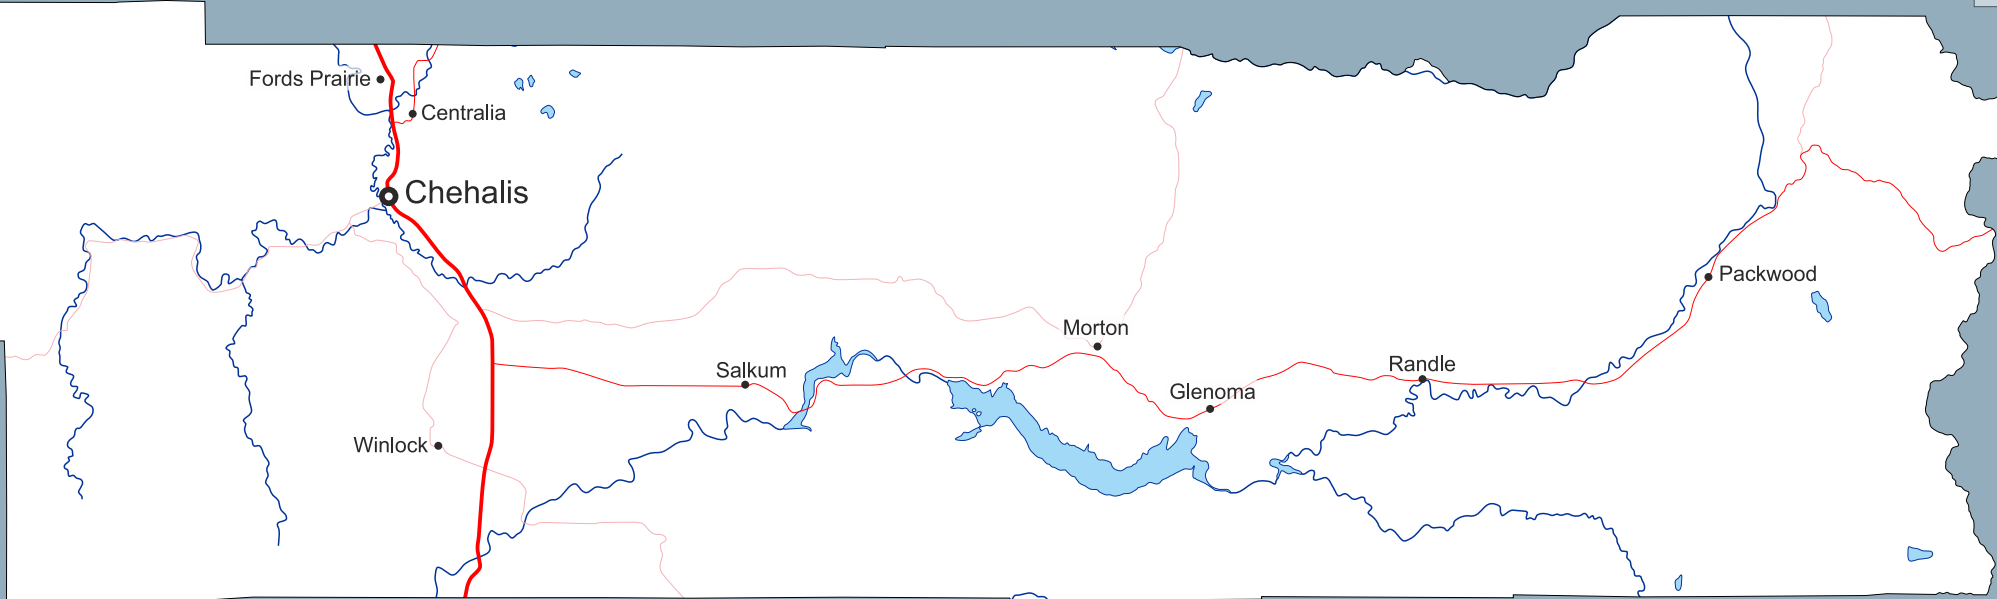 Fords Prairie
Centralia
Chehalis
Packwood
Morton
Salkum
Randle
Glenoma
Winlock